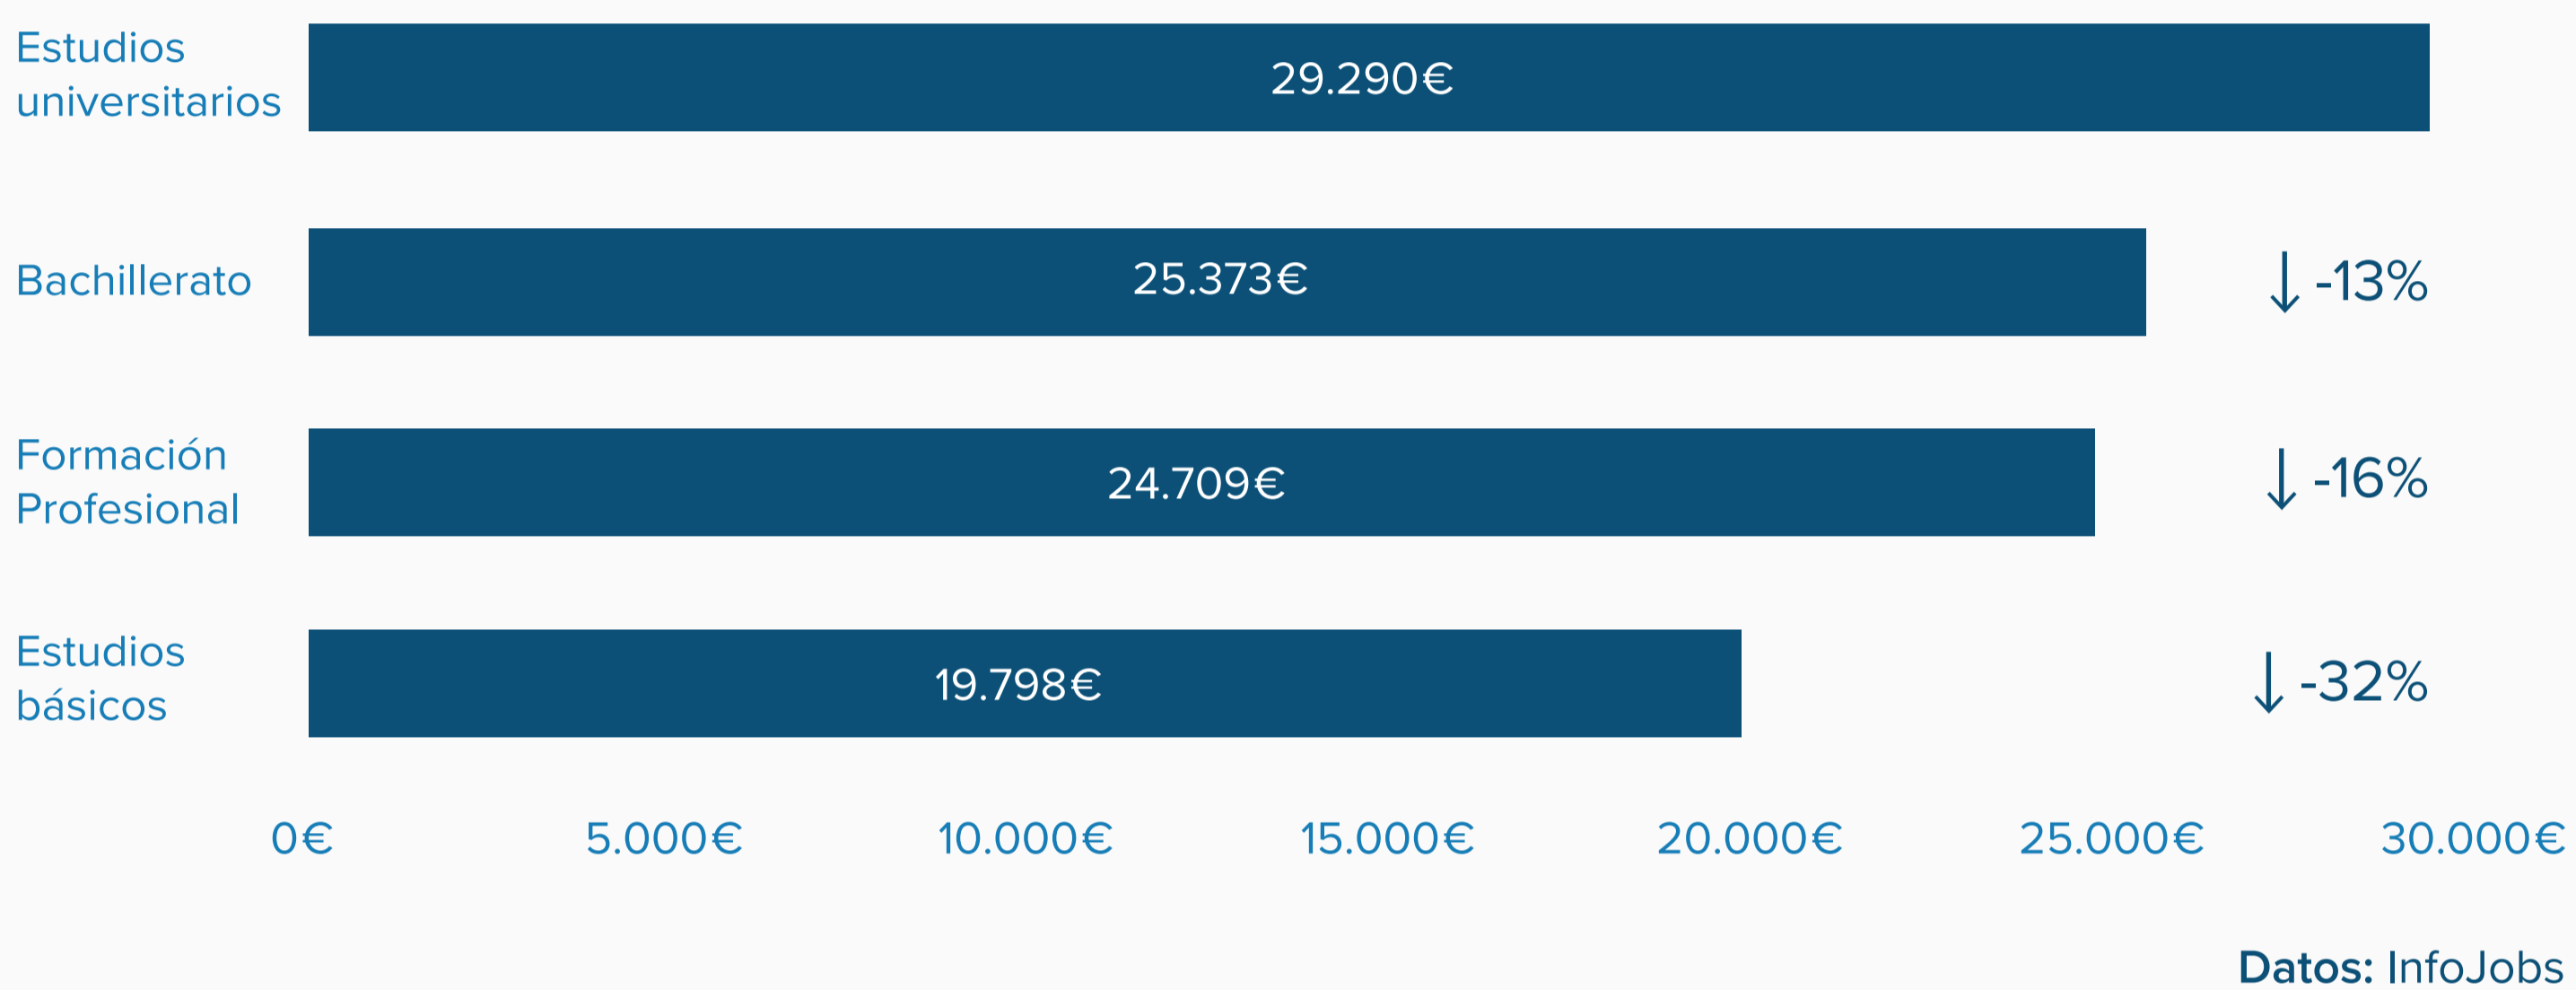 Estudios
universitarios
29.290€
Bachillerato
25.373€
↓ -13%
Formación
Profesional
24.709€
↓ -16%
Estudios
básicos
19.798€
↓ -32%
0€ 5.000€ 10.000€ 15.000€ 20.000€ 25.000€ 30.000€
Datos: InfoJobs